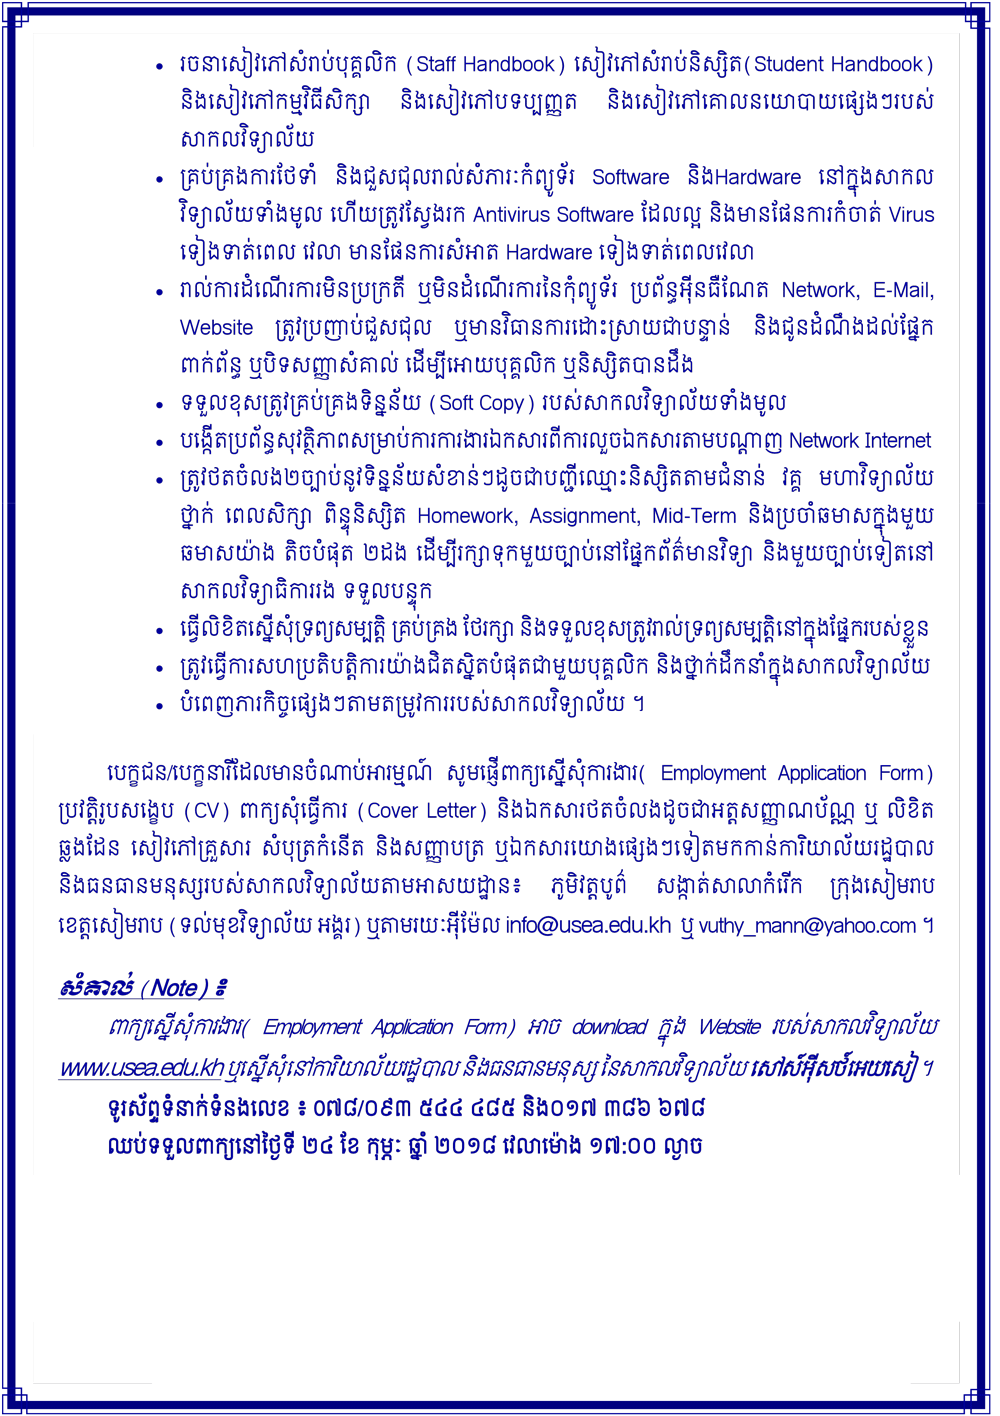 • រចនាសៀវភៅសំរាប់បុគ្គលិក (Staff Handbook) សៀវភៅសំរាប់និស្សិត(Student Handbook)
និងសៀវភៅកម្មវិធីសិក្សា និងសៀវភៅបទប្បញ្ញត និងសៀវភៅគោលនយោបាយផ្សេងៗរបស់
សាកលវិទ្យាល័យ
• គ្រប់គ្រងការថែទាំ និងជួសជុលរាល់សំភារៈកំព្យូទ័រ Software និងHardware នៅក្នុងសាកល
វិទ្យាល័យទាំងមូល ហើយត្រូវស្វែងរក Antivirus Software ដែលល្អ និងមានផែនការកំចាត់ Virus
ទៀងទាត់ពេល វេលា មានផែនការសំអាត Hardware ទៀងទាត់ពេលវេលា
• រាល់ការដំណើរការមិនប្រក្រតី ឬមិនដំណើរការនៃកុំព្យូទ័រ ប្រព័ន្ធអ៊ីនធឺណែត Network, E-Mail,
Website ត្រូវប្រញាប់ជួសជុល ឬមានវិធានការដោះស្រាយជាបន្ទាន់ និងជូនដំណឹងដល់ផ្នែក
ពាក់ព័ន្ធ ឬបិទសញ្ញាសំគាល់ ដើម្បីអោយបុគ្គលិក ឬនិស្សិតបានដឹង
• ទទួលខុសត្រូវគ្រប់គ្រងទិន្នន័យ (Soft Copy) របស់សាកលវិទ្យាល័យទាំងមូល
• បង្កើតប្រព័ន្ធសុវត្ថិភាពសម្រាប់ការការងារឯកសារពីការលួចឯកសារតាមបណ្តាញ Network Internet
• ត្រូវថតចំលង២ច្បាប់នូវទិន្នន័យសំខាន់ៗដូចជាបញ្ជីឈ្មោះនិស្សិតតាមជំនាន់ វគ្គ មហាវិទ្យាល័យ
ថ្នាក់ ពេលសិក្សា ពិន្ទុនិស្សិត Homework, Assignment, Mid-Term និងប្រចាំឆមាសក្នុងមួយ
ឆមាសយ៉ាង តិចបំផុត ២ដង ដើម្បីរក្សាទុកមួយច្បាប់នៅផ្នែកព័ត៌មានវិទ្យា និងមួយច្បាប់ទៀតនៅ
សាកលវិទ្យាធិការរង ទទួលបន្ទុក
• ធ្វើលិខិតស្នើសុំទ្រព្យសម្បត្តិ គ្រប់គ្រង ថែរក្សា និងទទួលខុសត្រូវរាល់ទ្រព្យសម្បត្តិនៅក្នុងផ្នែករបស់ខ្លួន
• ត្រូវធ្វើការសហប្រតិបត្តិការយ៉ាងជិតស្និតបំផុតជាមួយបុគ្គលិក និងថ្នាក់ដឹកនាំក្នុងសាកលវិទ្យាល័យ
• បំពេញភារកិច្ចផ្សេងៗតាមតម្រូវការរបស់សាកលវិទ្យាល័យ ។
បេក្ខជន/បេក្ខនារីដែលមានចំណាប់អារម្មណ៍ សូមផ្ញើពាក្យស្នើសុំការងារ( Employment Application Form)
ប្រវត្តិរូបសង្ខេប (CV) ពាក្យសុំធ្វើការ (Cover Letter) និងឯកសារថតចំលងដូចជាអត្តសញ្ញាណប័ណ្ណ ឬ លិខិត
ឆ្លងដែន សៀវភៅគ្រួសារ សំបុត្រកំនើត និងសញ្ញាបត្រ ឬឯកសារយោងផ្សេងៗទៀតមកកាន់ការិយាល័យរដ្ឋបាល
និងធនធានមនុស្សរបស់សាកលវិទ្យាល័យតាមអាសយដ្ឋាន៖ ភូមិវត្តបូព៌ សង្កាត់សាលាកំរើក ក្រុងសៀមរាប
ខេត្តសៀមរាប (ទល់មុខវិទ្យាល័យ អង្គរ) ឬតាមរយៈអ៊ីម៉ែល info@usea.edu.kh ឬ vuthy_mann@yahoo.com ។
សំគាល់ (Note) ៖
ពាក្យស្នើសុំការងារ( Employment Application Form) អាច download ក្នុង Website របស់សាកលវិទ្យាល័យ
www.usea.edu.kh ឬស្នើសុំនៅការិយាល័យរដ្ឋបាល និងធនធានមនុស្ស នៃសាកលវិទ្យាល័យ សៅស៍អ៊ីសថ៍អេយសៀ ។
ទូរស័ព្ទទំនាក់ទំនងលេខ ៖ ០៧៨/០៩៣ ៥៤៤ ៤៨៥ និង០១៧ ៣៨៦ ៦៧៨
ឈប់ទទួលពាក្យនៅថ្ងៃទី ២៤ ខែ កុម្ភៈ ឆ្នាំ ២០១៨ វេលាម៉ោង ១៧:០០ ល្ងាច